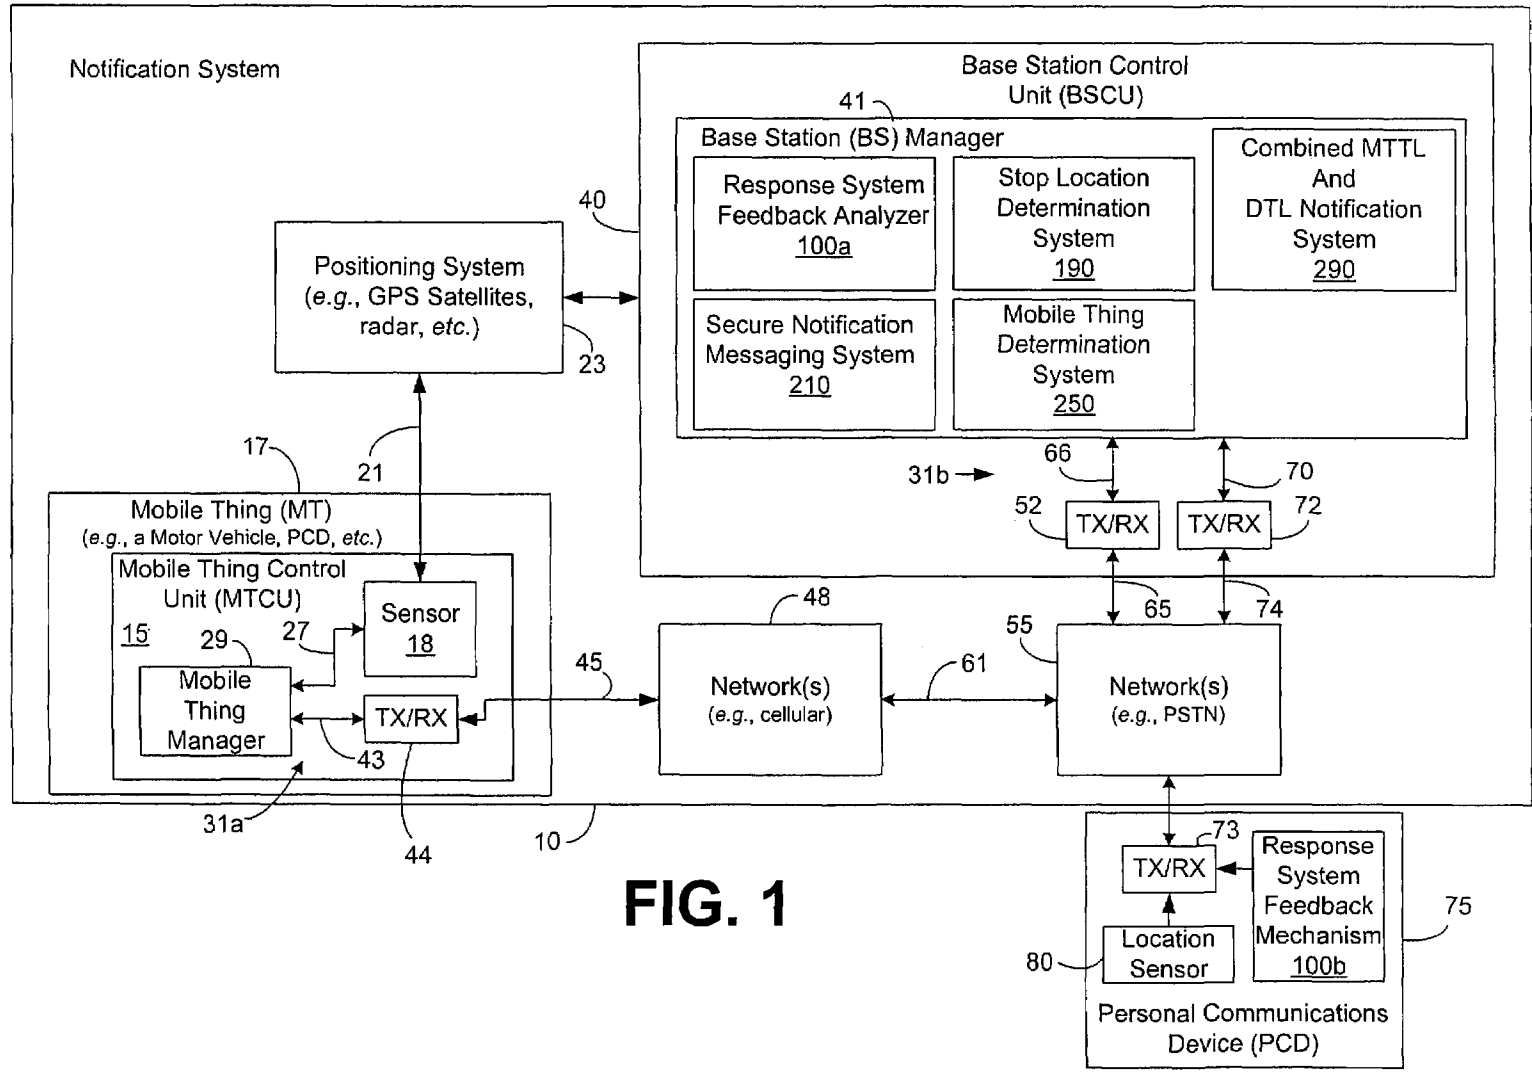 Notification System
Base Station Control
Unit (BSCU)
41
Base Station (BS) Manager
Response System
Feedback Analyzer
100a
Stop Location
Determination
System
190
Combined MTTL
And
DTL Notification
System
290
Secure Notification
Messaging System
210
Mobile Thing
Determination
System
250
40
Positioning System
(e.g., GPS Satellites,
radar, etc.)
23
21
17
Mobile Thing (MT)
(e.g., a Motor Vehicle, PCD, etc.)
Mobile Thing Control
Unit (MTCU)
15
29
27
Sensor
18
Mobile
Thing
Manager
TX/RX
43
31a
44
45
48
Network(s)
(e.g., cellular)
61
55
Network(s)
(e.g., PSTN)
31b
66
70
52
TX/RX
TX/RX
72
65
74
10
73
TX/RX
Response
System
Feedback
Mechanism
100b
75
80
Location
Sensor
Personal Communications
Device (PCD)
FIG. 1